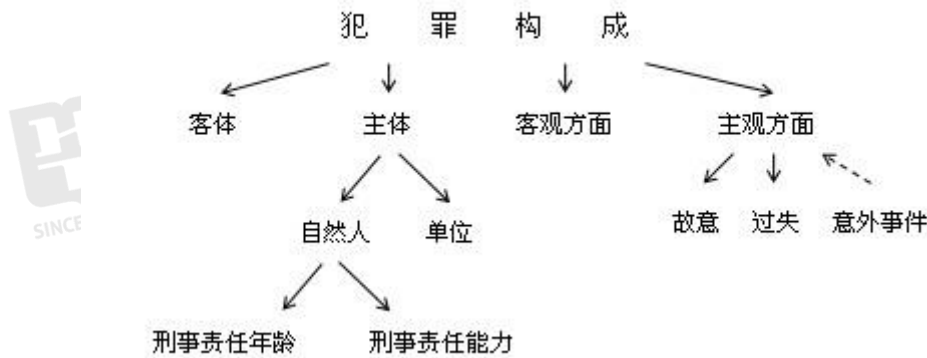 犯 罪 构 成
客体 主体 客观方面 主观方面
故意 过失 意外事件
自然人 单位
刑事责任年龄 刑事责任能力
SINCE